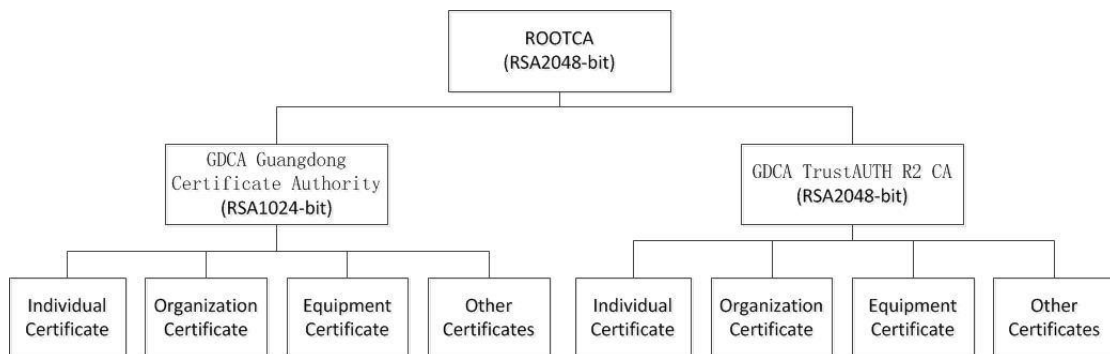 ROOTCA
(RSA2048-bit)
GDCA Guangdong
Certificate Authority
(RSA1024-bit)
GDCA TrustAUTH R2 CA
(RSA2048-bit)
Individual
Certificate
Organization
Certificate
Equipment
Certificate
Other
Certificates
Individual
Certificate
Organization
Certificate
Equipment
Certificate
Other
Certificates